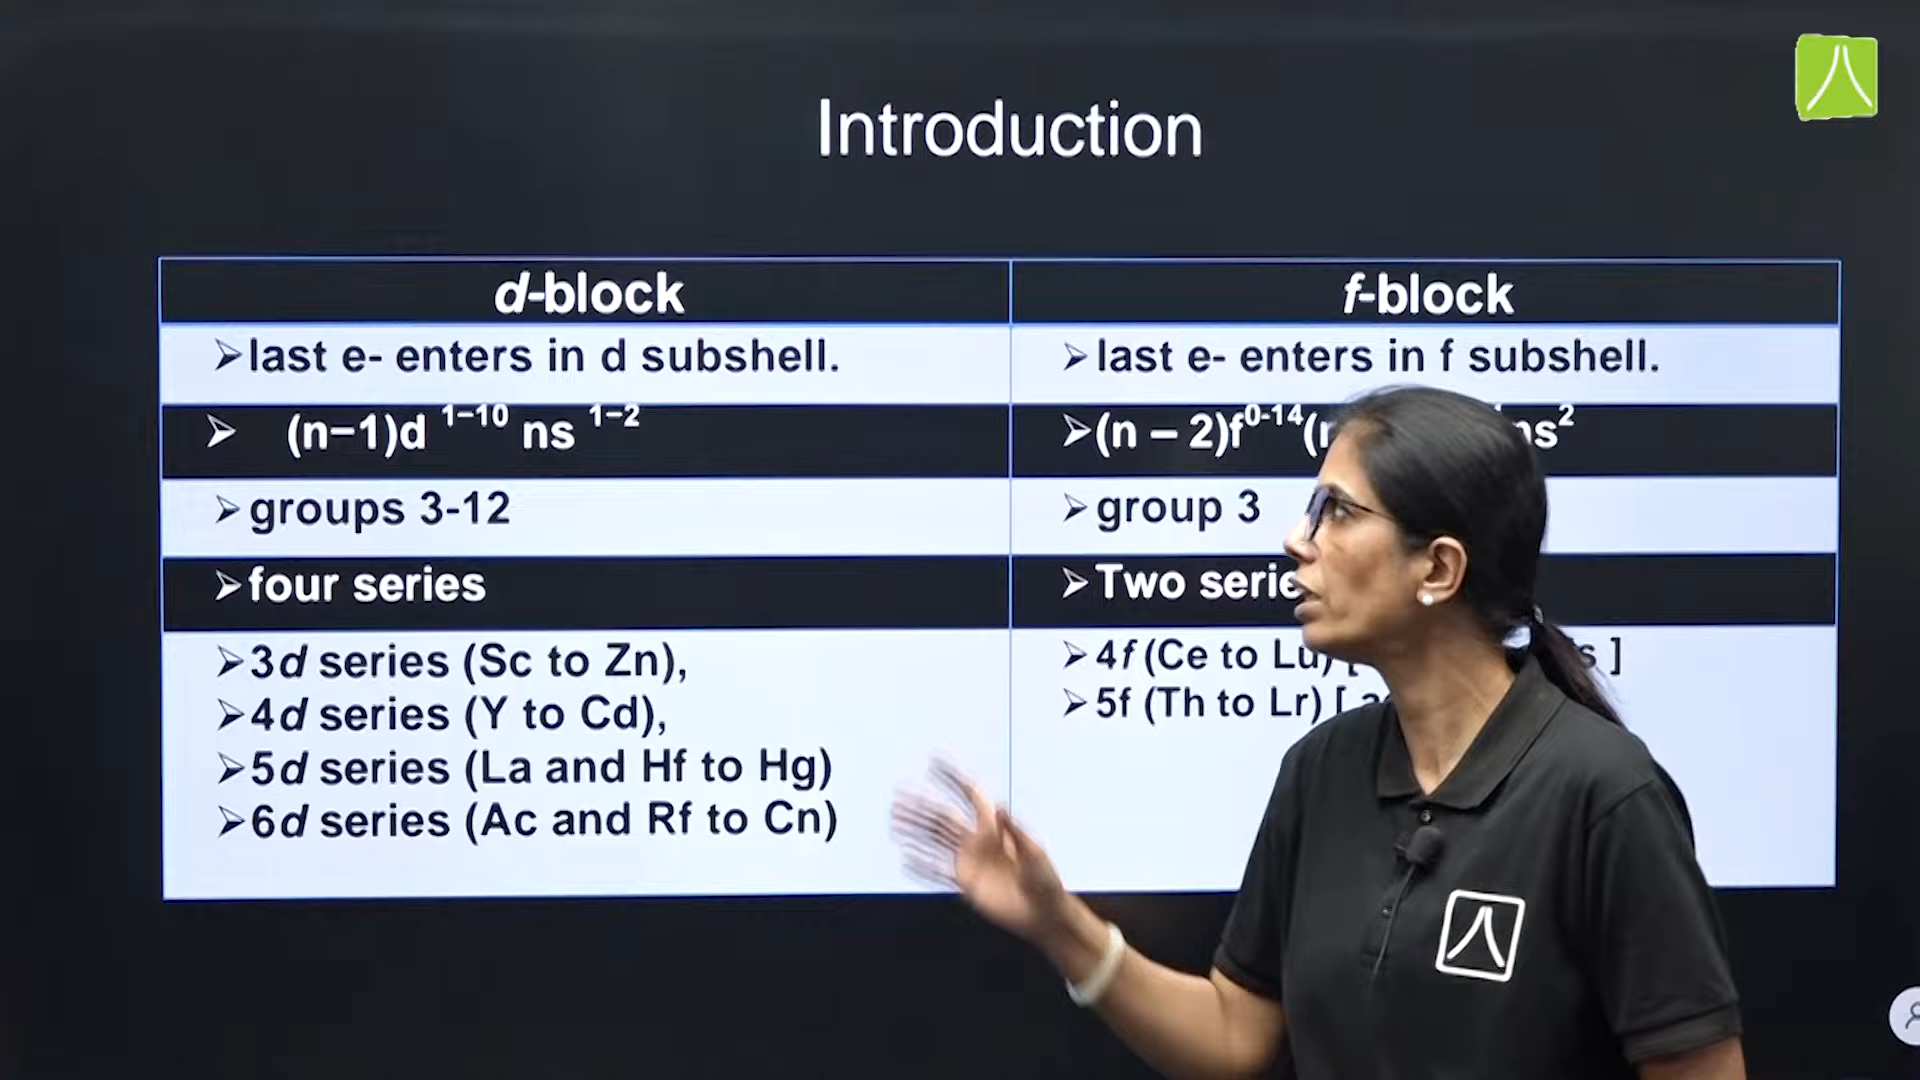 Introduction
d-block
f-block
➢last e- enters in d subshell.
➢last e- enters in f subshell.
➢ (n−1)d 1−10 ns 1−2
➢(n – 2)f0-14(n ns2
➢groups 3-12
➢group 3
➢four series
➢Two serie
➢3d series (Sc to Zn),
➢4d series (Y to Cd),
➢5d series (La and Hf to Hg)
➢6d series (Ac and Rf to Cn)
➢4f (Ce to Lu) [ s ]
➢5f (Th to Lr) [ a